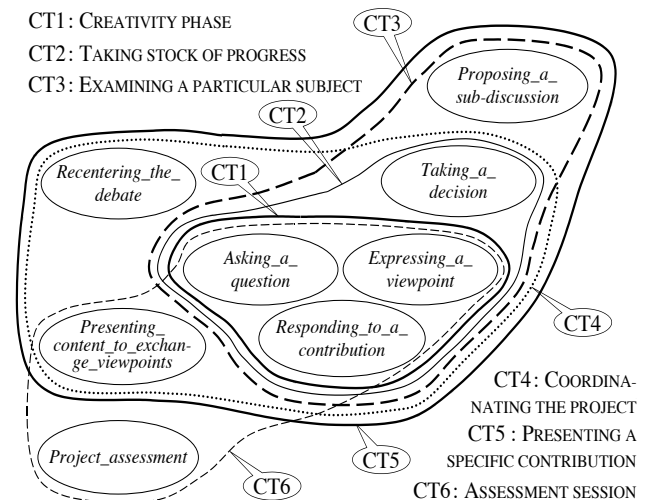 CT1: CREATIVITY PHASE
CT2: TAKING STOCK OF PROGRESS
CT3: EXAMINING A PARTICULAR SUBJECT
CT3
Proposing_a_
sub-discussion
CT2
Recentering_the_
debate
CT1
Taking_a_
decision
Asking_a_
question
Expressing_a_
viewpoint
Responding_to_a_
contribution
Presenting_
content_to_exchan-
ge_viewpoints
CT4
CT4: COORDINA-
NATING THE PROJECT
CT5 : PRESENTING A
SPECIFIC CONTRIBUTION
CT6: ASSESSMENT SESSION
Project_assessment
CT5
CT6